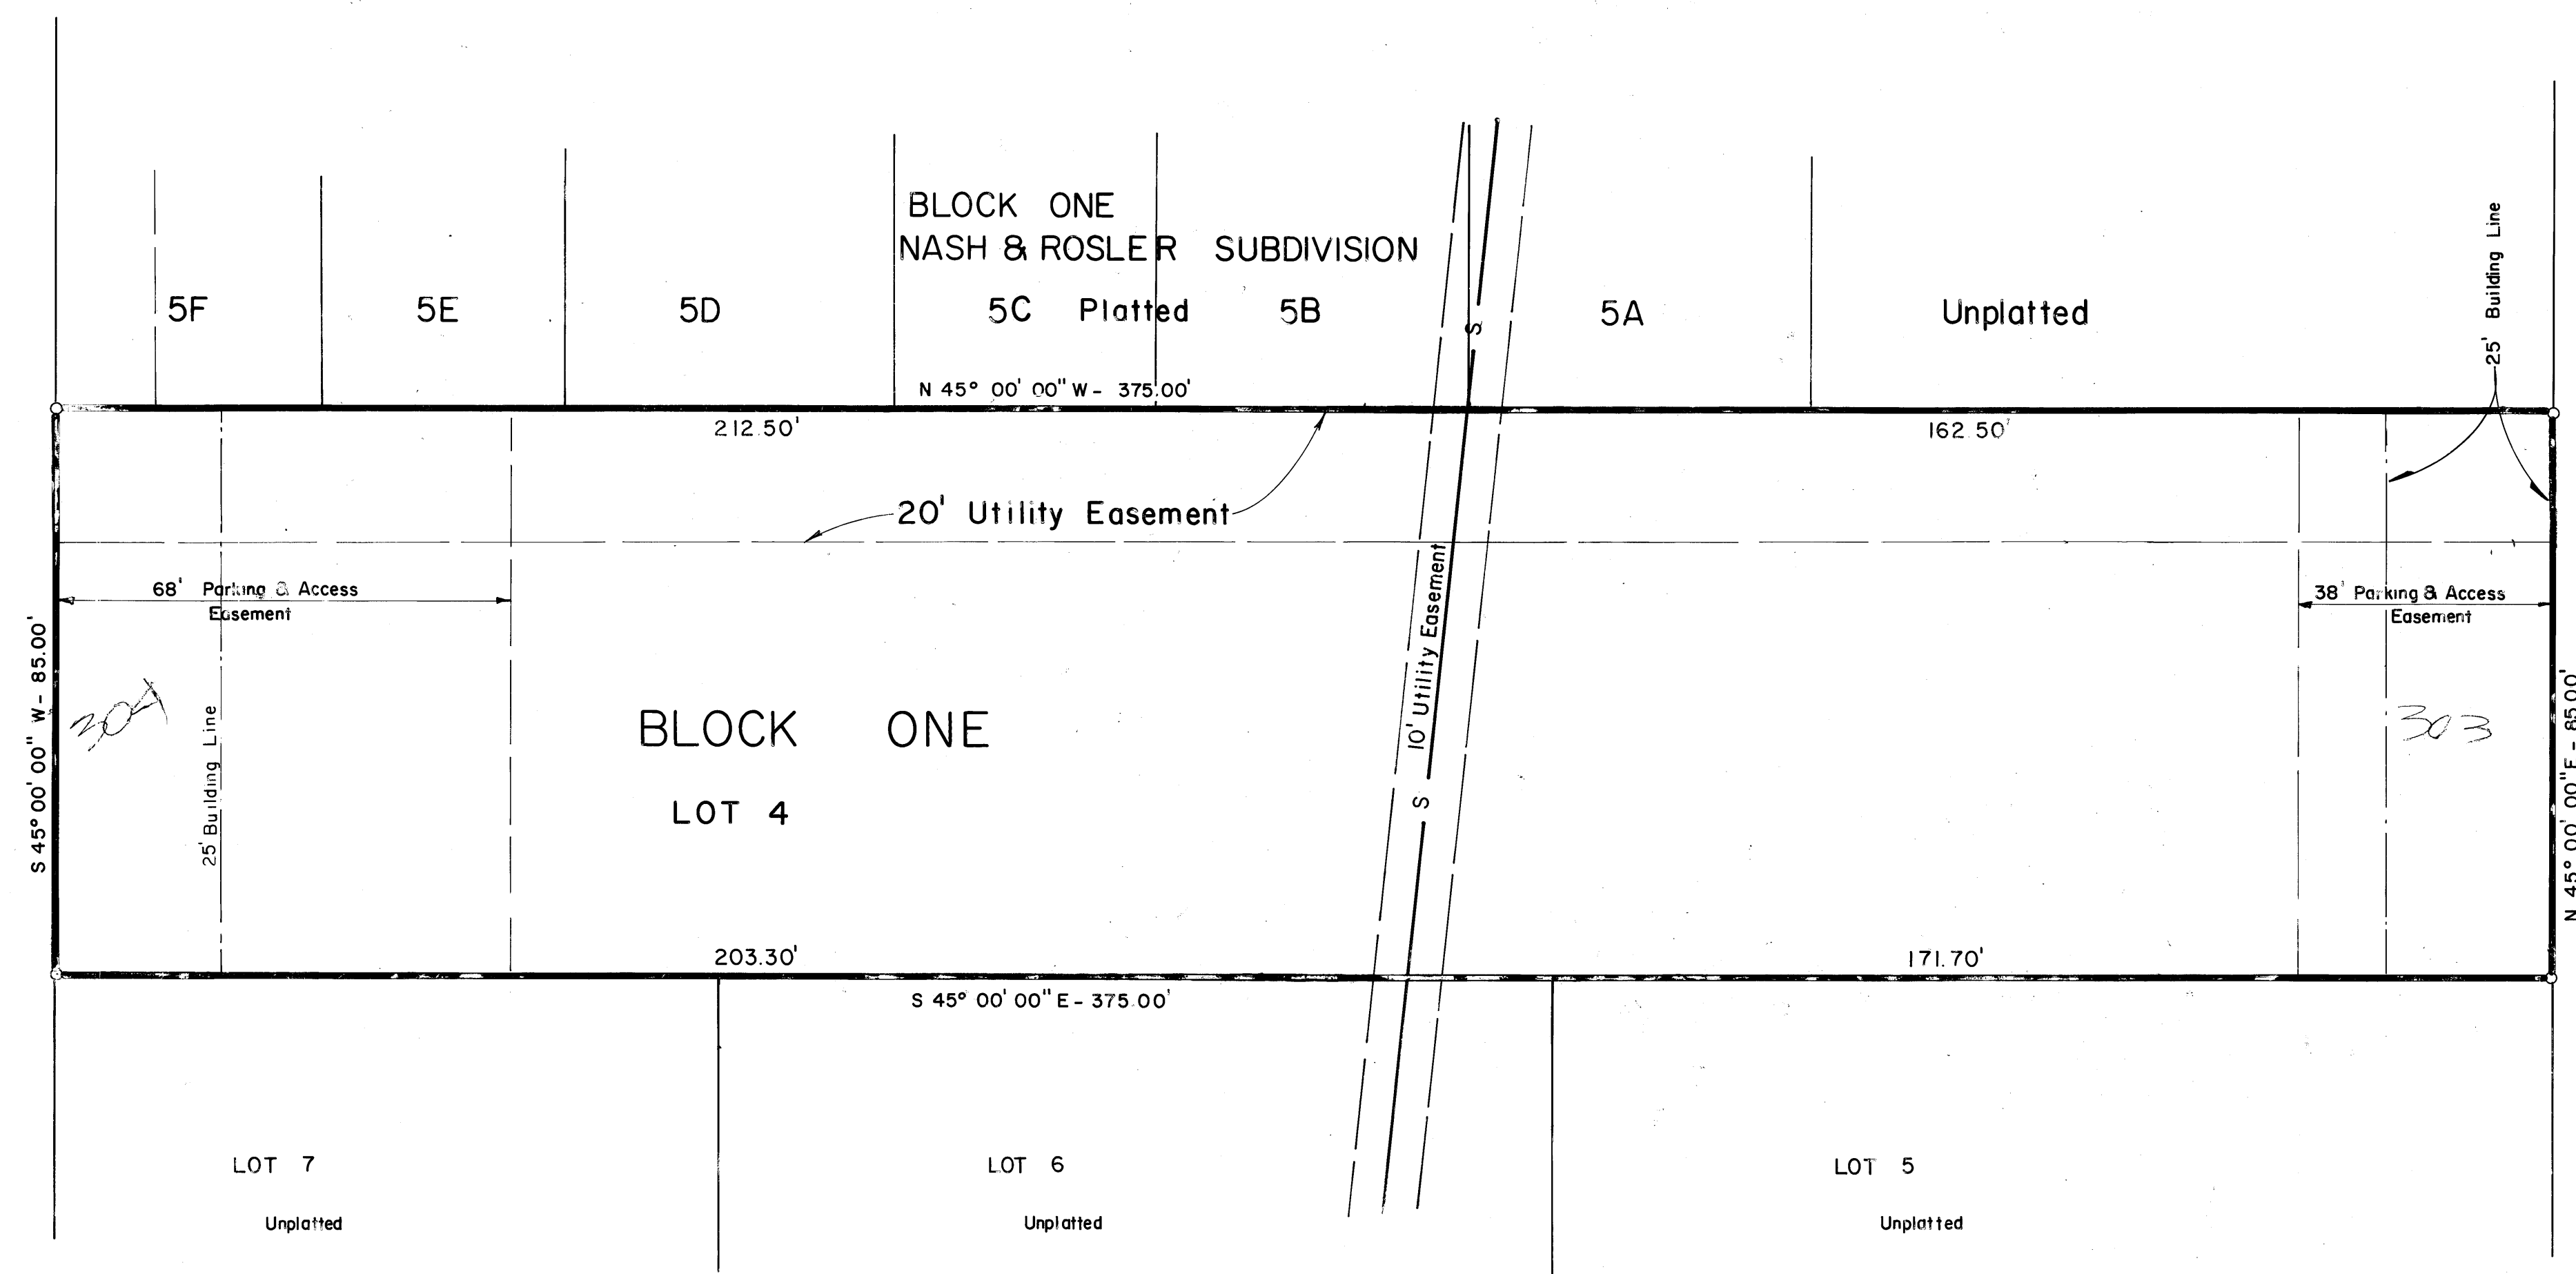 BLOCK ONE
NASH & ROSLER SUBDIVISION
5F 5E 5D 5C Platted 5B 5A Unplatted
25' Building Line
N 45° 00' 00" W - 375.00'
212.50'
162.50'
20' Utility Easement
68' Parking & Access
Easement
38' Parking & Access
Easement
S 45° 00' 00" W - 85.00'
304
25' Building Line
BLOCK ONE
LOT 4
S
10' Utility Easement
S
303
N 45° 00' 00" E - 85.00'
203.30'
171.70'
S 45° 00' 00" E - 375.00'
LOT 7
Unplatted
LOT 6
Unplatted
LOT 5
Unplatted